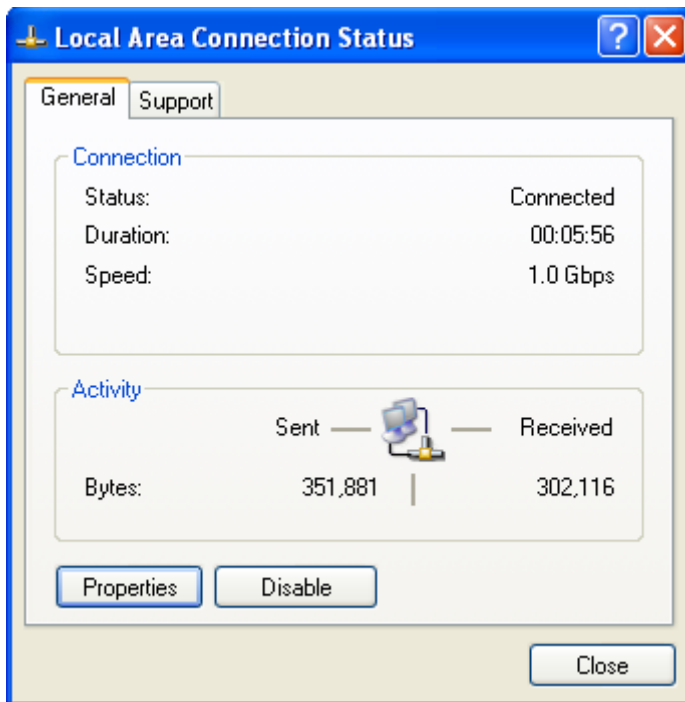 Local Area Connection Status ?
General Support
Connection
Status: Connected
Duration: 00:05:56
Speed: 1.0 Gbps
Activity
Sent Received
Bytes: 351,881 302,116
Properties Disable
Close